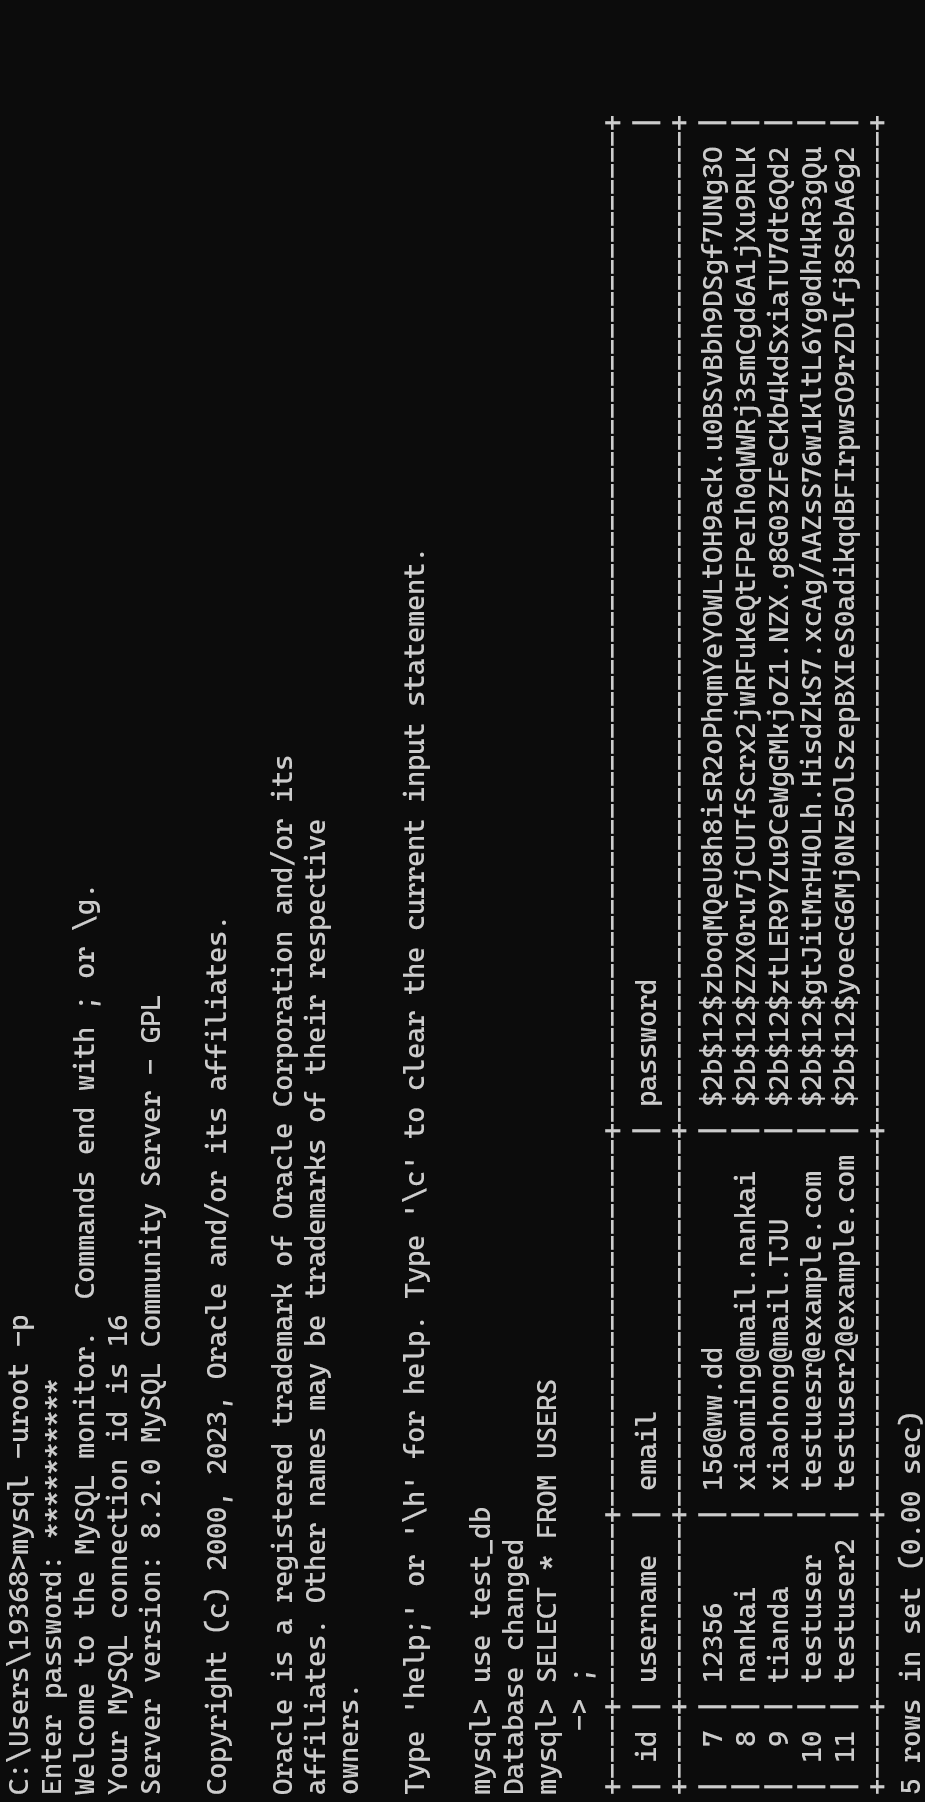 C:\Users\19368>mysql -uroot -p
Enter password: **********
Welcome to the MySQL monitor.  Commands end with ; or \g.
Your MySQL connection id is 16
Server version: 8.2.0 MySQL Community Server - GPL
Copyright (c) 2000, 2023, Oracle and/or its affiliates.
Oracle is a registered trademark of Oracle Corporation and/or its
affiliates. Other names may be trademarks of their respective
owners.
Type 'help;' or '\h' for help. Type '\c' to clear the current input statement.
mysql> use test_db
Database changed
mysql> SELECT * FROM USERS
    -> ;
| id | username | email | password |
| 7 | 12356 | 156@ww.dd | $2b$12$zboqMQeU8h8isR2oPhqmYeYOWLtOH9ack.u0BSvBbh9DSgf7UNg3O |
| 8 | nankai | xiaoming@mail.nankai | $2b$12$ZZX0ru7jCUTfScrx2jwRFuKeQtFPeIh0qWWRj3smCgd6A1jXu9RLK |
| 9 | tianda | xiaohong@mail.TJU | $2b$12$ztLER9YZu9CeWgGMkjoZ1.NZX.g8G03ZFeCKb4kdSxiaTU7dt6Qd2 |
| 10 | testuser | testuesr@example.com | $2b$12$gtJitMrH4OLh.HisdZkS7.xcAg/AAZsS76w1KltL6Yg0dh4kR3gQu |
| 11 | testuser2 | testuser2@example.com | $2b$12$yoecG6Mj0Nz5OlSzepBXIeS0adikqdBFIrpwsO9rZDlfj8SebA6g2 |
5 rows in set (0.00 sec)